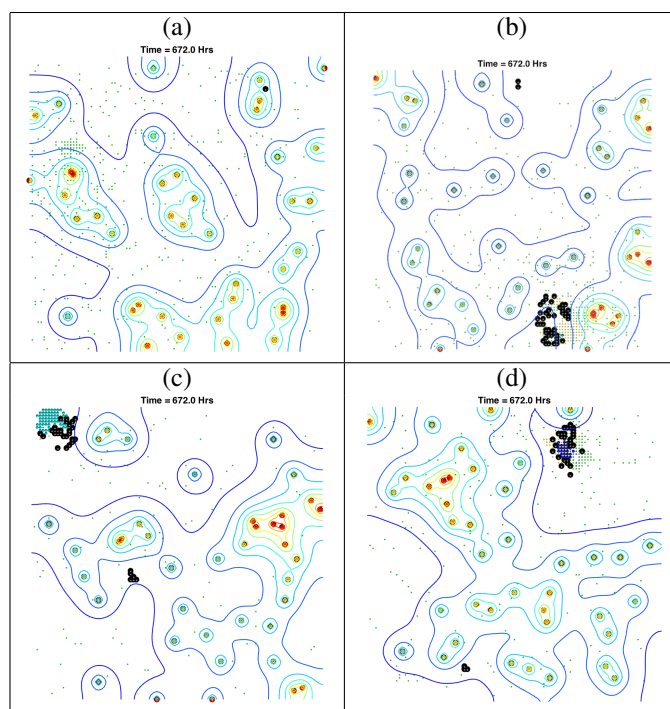 (a)
Time = 672.0 Hrs
(b)
Time = 672.0 Hrs
(c)
Time = 672.0 Hrs
(d)
Time = 672.0 Hrs